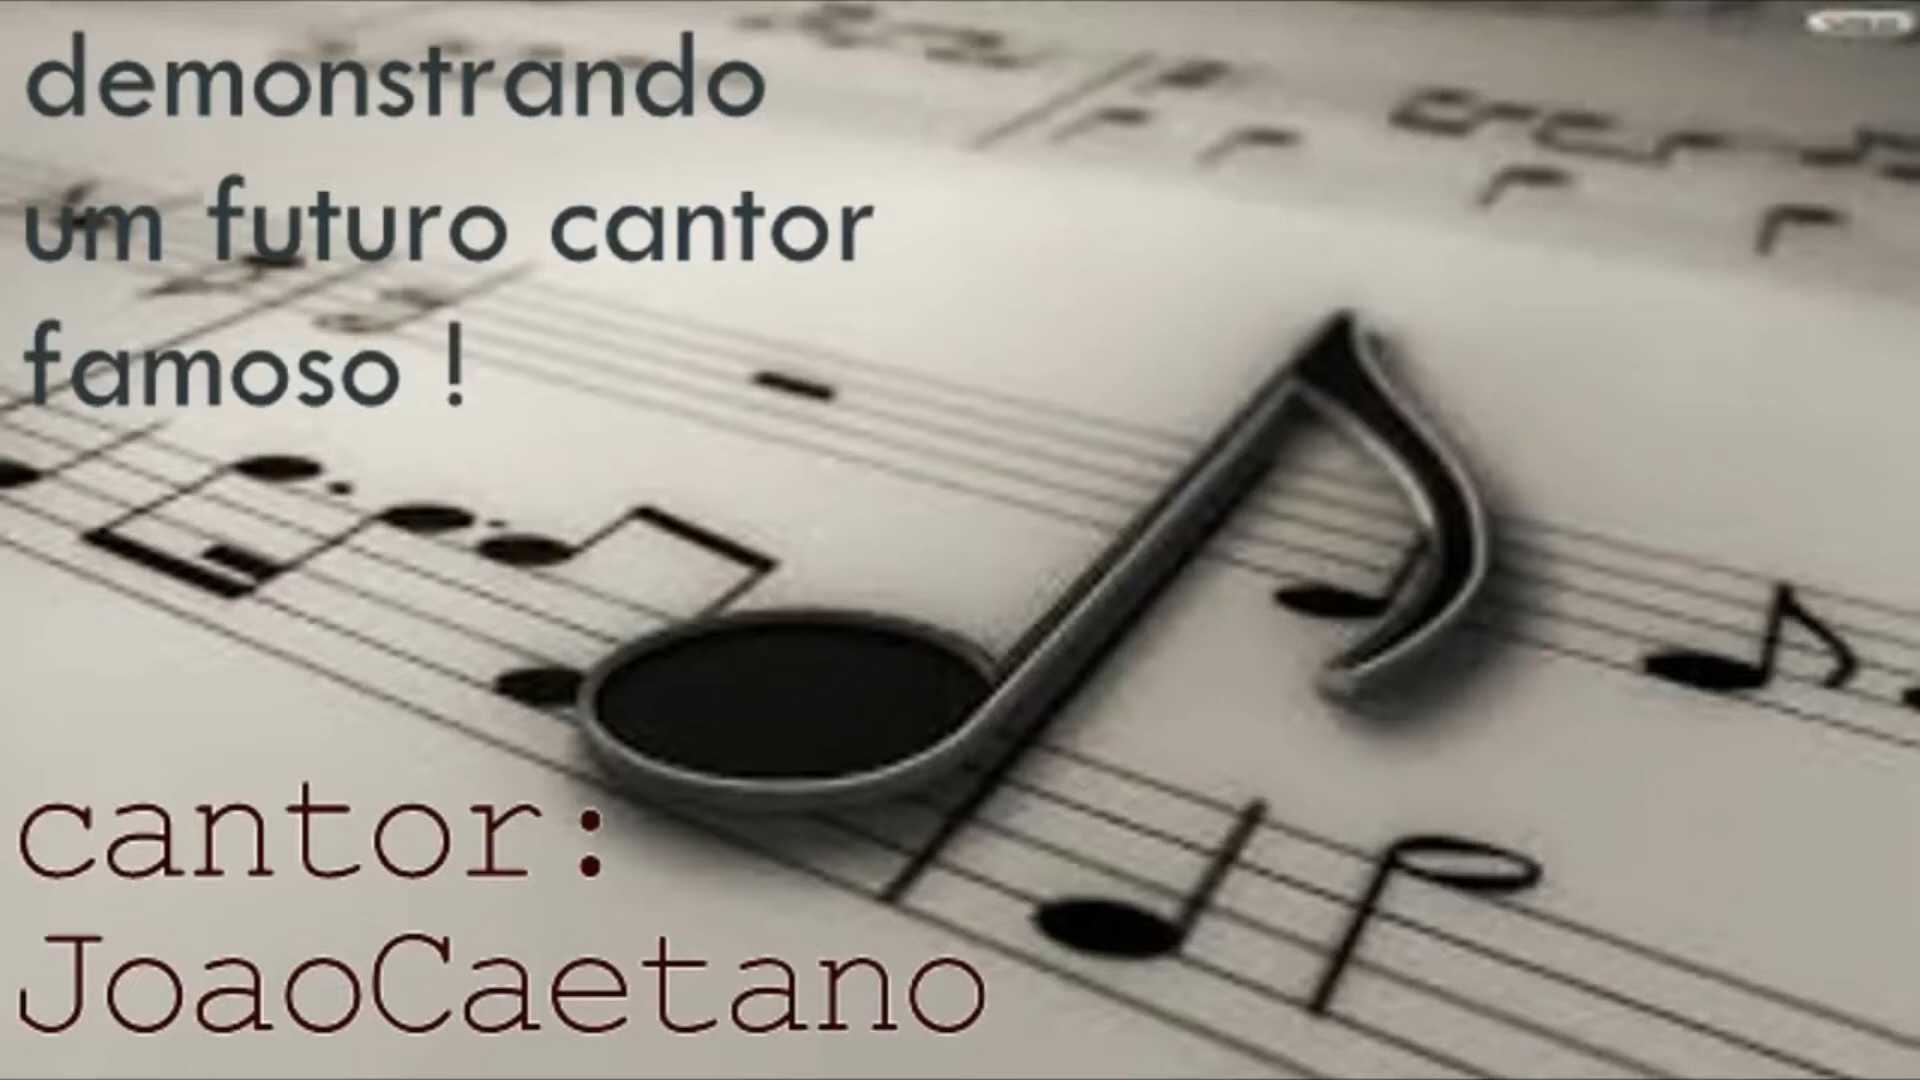 demonstrando
um futuro cantor
famoso !
cantor:
JoaoCaetano